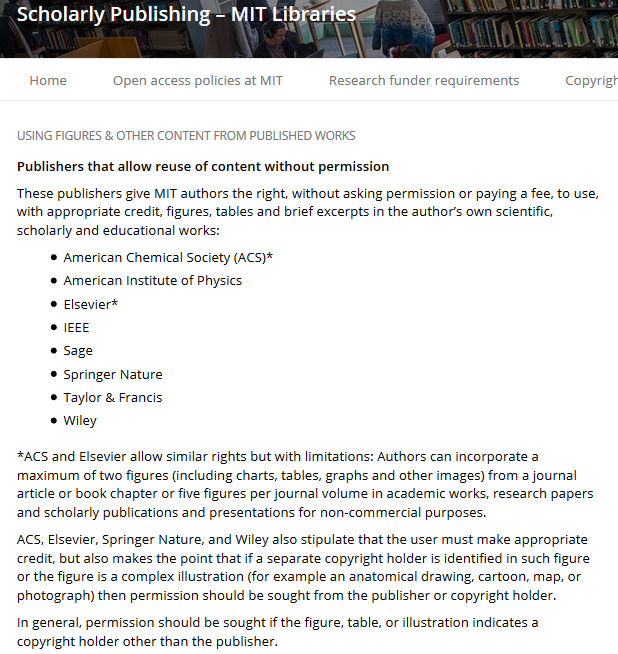 Scholarly Publishing – MIT Libraries
Home Open access policies at MIT Research funder requirements
USING FIGURES & OTHER CONTENT FROM PUBLISHED WORKS
Publishers that allow reuse of content without permission
These publishers give MIT authors the right, without asking permission or paying a fee, to use,
with appropriate credit, figures, tables and brief excerpts in the author's own scientific,
scholarly and educational works:
• American Chemical Society (ACS)*
• American Institute of Physics
• Elsevier*
• IEEE
• Sage
• Springer Nature
• Taylor & Francis
• Wiley
*ACS and Elsevier allow similar rights but with limitations: Authors can incorporate a
maximum of two figures (including charts, tables, graphs and other images) from a journal
article or book chapter or five figures per journal volume in academic works, research papers
and scholarly publications and presentations for non-commercial purposes.
ACS, Elsevier, Springer Nature, and Wiley also stipulate that the user must make appropriate
credit, but also makes the point that if a separate copyright holder is identified in such figure
or the figure is a complex illustration (for example an anatomical drawing, cartoon, map, or
photograph) then permission should be sought from the publisher or copyright holder.
In general, permission should be sought if the figure, table, or illustration indicates a
copyright holder other than the publisher.